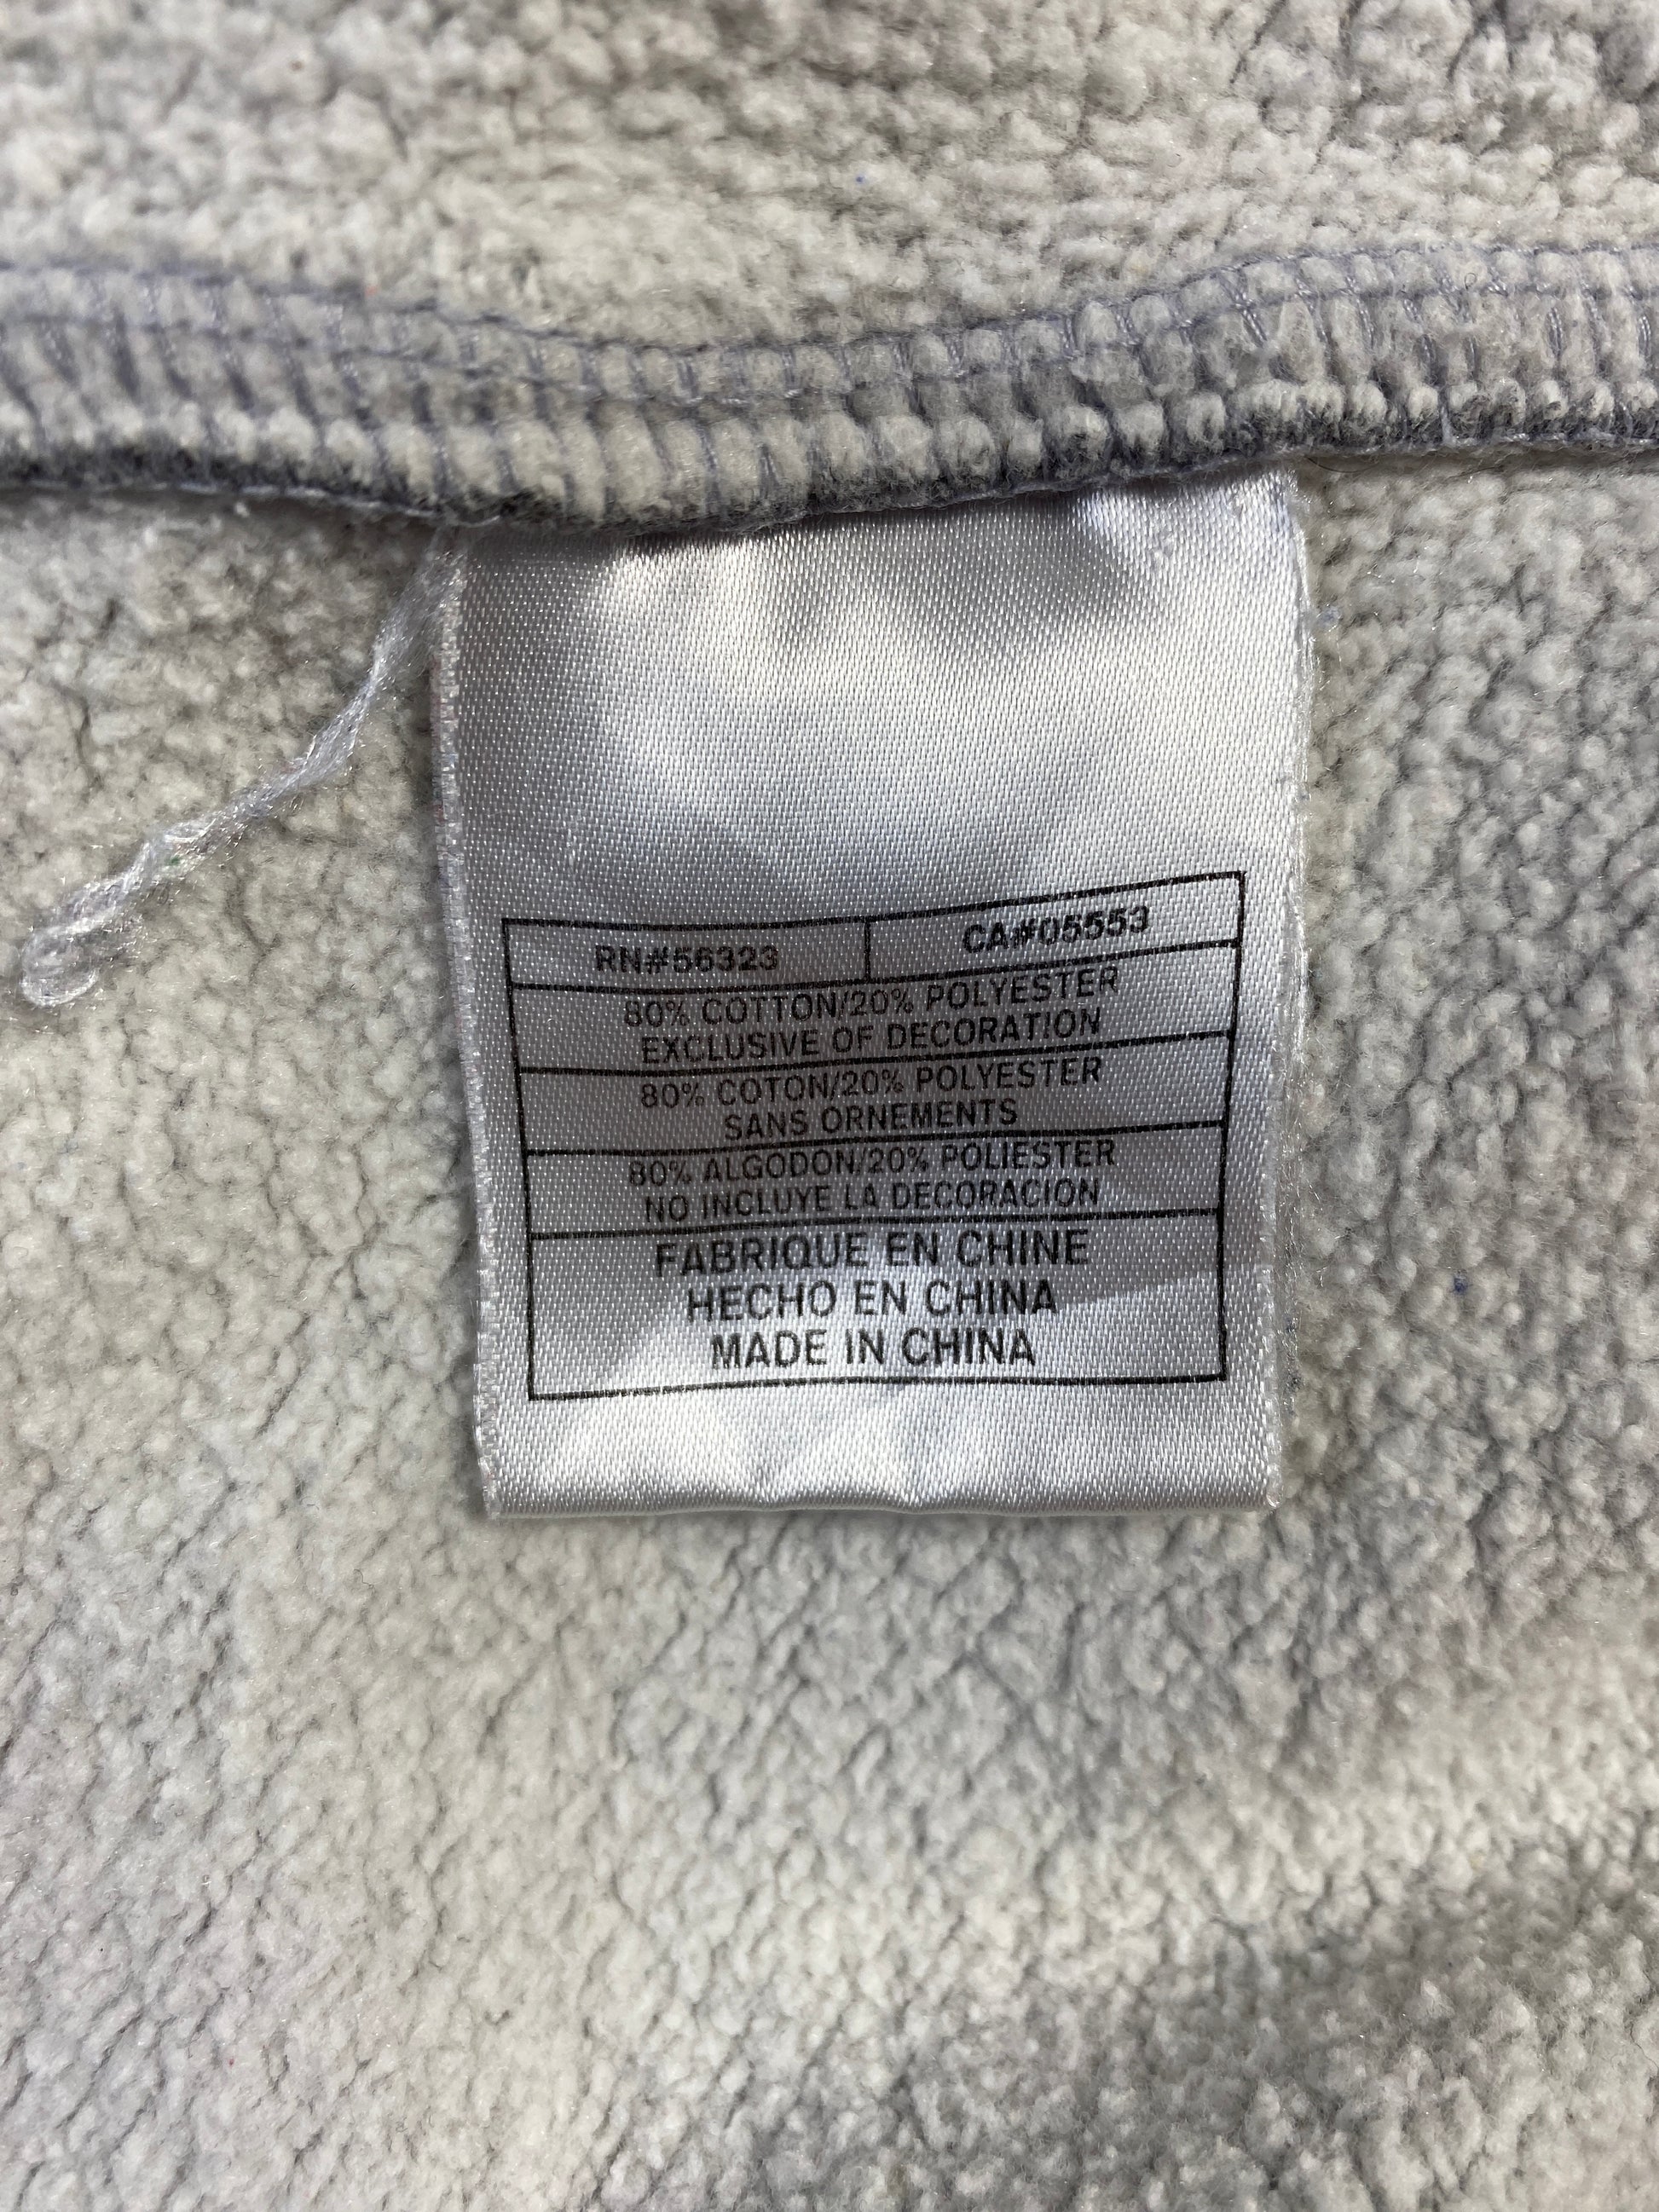 RN#56323 CA#05553
80% COTTON/20% POLYESTER
EXCLUSIVE OF DECORATION
80% COTON/20% POLYESTER
SANS ORNEMENTS
80% ALGODON/20% POLIESTER
NO INCLUYE LA DECORACION
FABRIQUE EN CHINE
HECHO EN CHINA
MADE IN CHINA